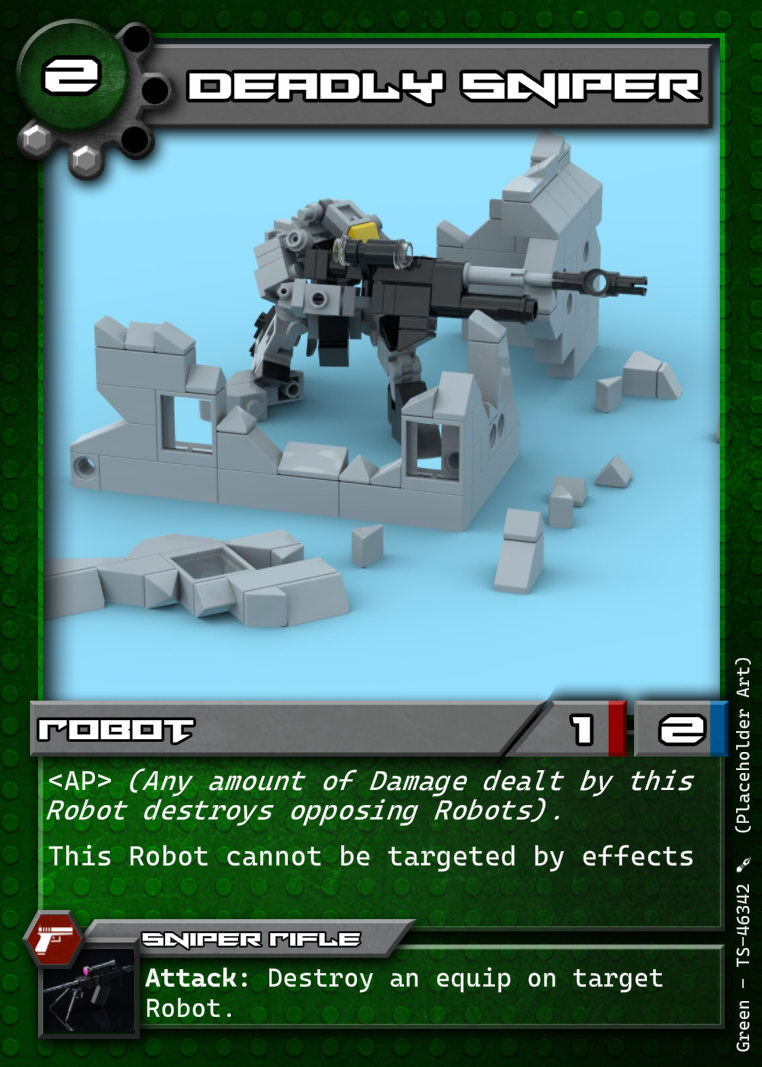 2
DEADLY SNIPER
ROBOT
1
2
<AP> (Any amount of Damage dealt by this
Robot destroys opposing Robots).
This Robot cannot be targeted by effects
SNIPER RIFLE
Attack: Destroy an equip on target
Robot.
Green - TS-46342 ✒ (Placeholder Art)